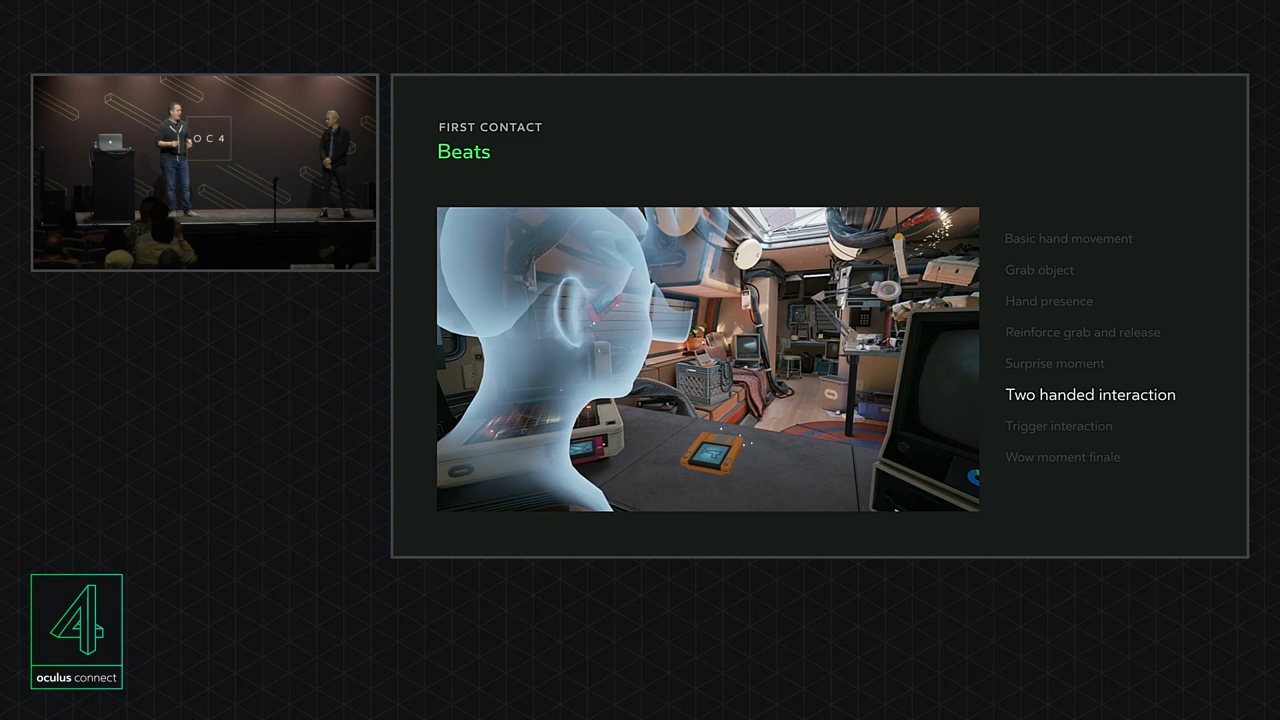 OC4
FIRST CONTACT
Beats
Basic hand movement
Grab object
Hand presence
Reinforce grab and release
Surprise moment
Two handed interaction
Trigger interaction
Wow moment finale
4
oculus connect